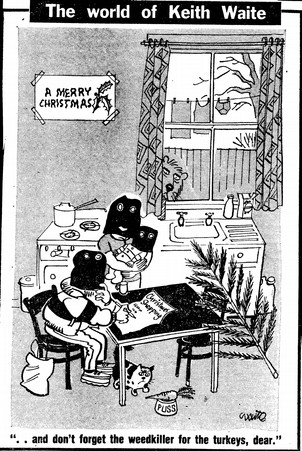 The world of Keith Waite
A MERRY
CHRISTMAS
Christmas
Shopping
PUSS
waite
". . and don't forget the weedkiller for the turkeys, dear."